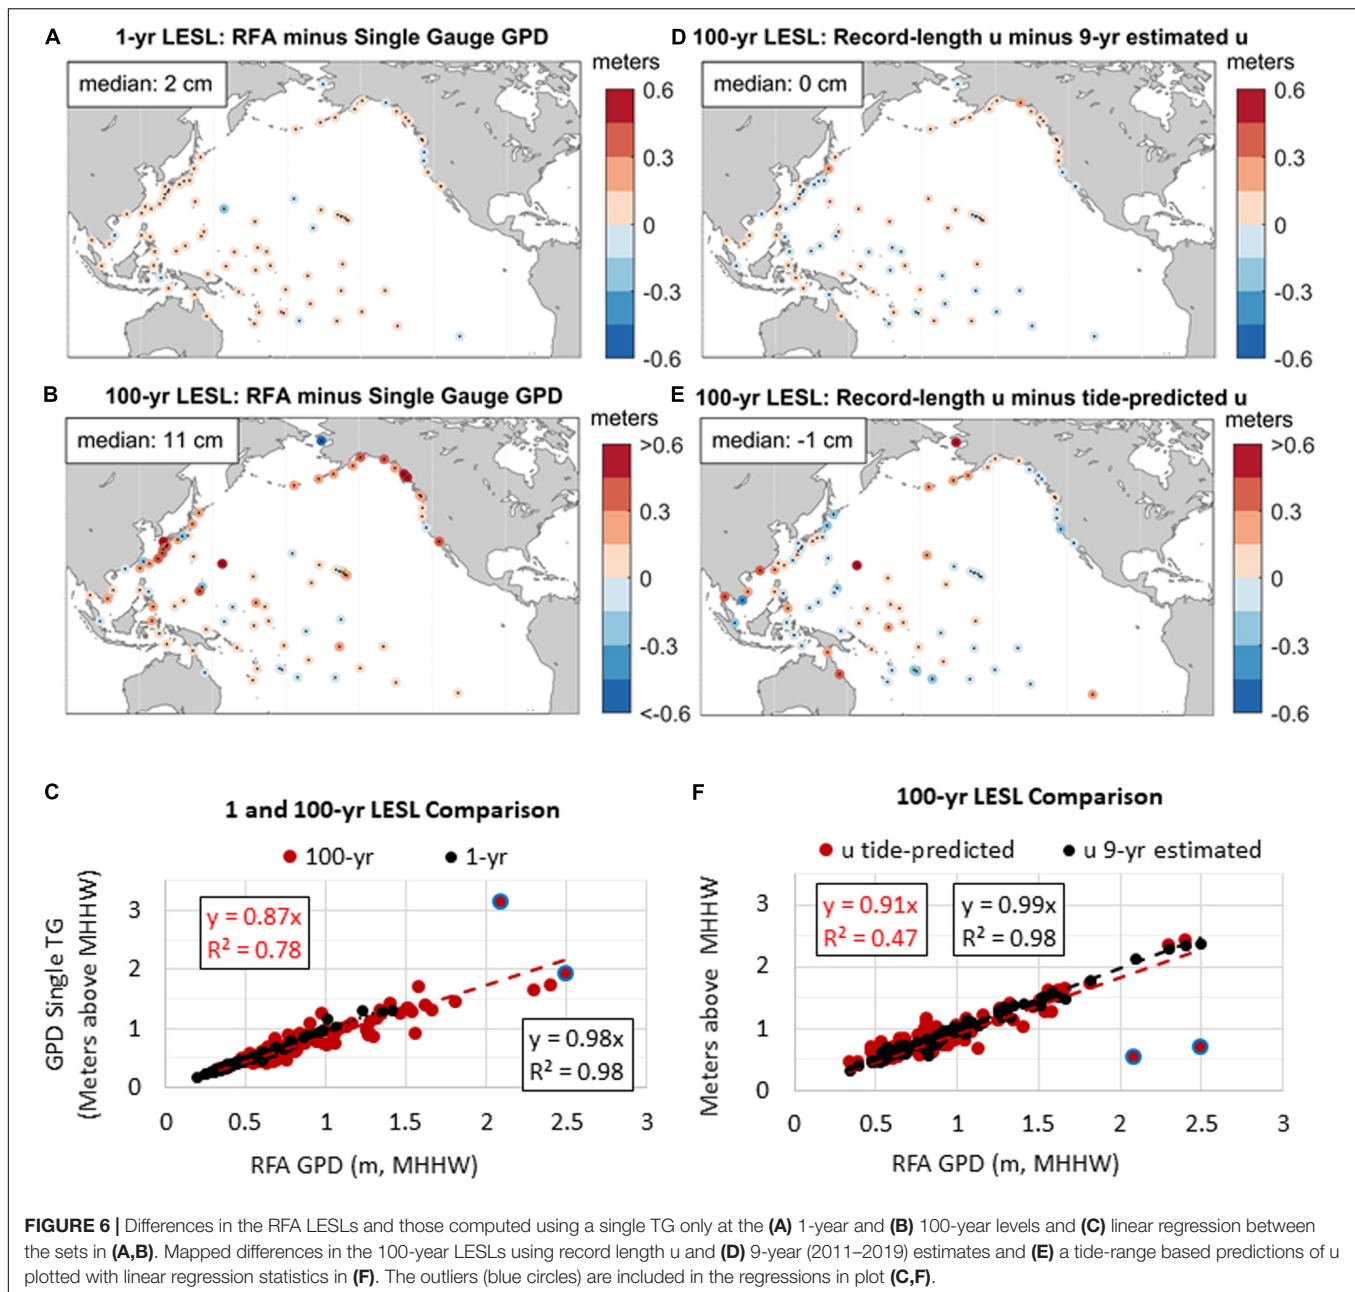 A 1-yr LESL: RFA minus Single Gauge GPD
median: 2 cm
meters
0.6
0.3
0
-0.3
-0.6
B 100-yr LESL: RFA minus Single Gauge GPD
median: 11 cm
meters
>0.6
0.3
0
-0.3
<-0.6
C
1 and 100-yr LESL Comparison
100-yr 1-yr
y = 0.87x
R² = 0.78
y = 0.98x
R² = 0.98
GPD Single TG
(Meters above MHHW)
3
2
1
0
0 0.5 1 1.5 2 2.5 3
RFA GPD (m, MHHW)
D 100-yr LESL: Record-length u minus 9-yr estimated u
median: 0 cm
meters
0.6
0.3
0
-0.3
-0.6
E 100-yr LESL: Record-length u minus tide-predicted u
median: -1 cm
meters
>0.6
0.3
0
-0.3
-0.6
F
100-yr LESL Comparison
u tide-predicted u 9-yr estimated
y = 0.91x
R² = 0.47
y = 0.99x
R² = 0.98
Meters above MHHW
3
2
1
0
0 0.5 1 1.5 2 2.5 3
RFA GPD (m, MHHW)
FIGURE 6 | Differences in the RFA LESLs and those computed using a single TG only at the (A) 1-year and (B) 100-year levels and (C) linear regression between
the sets in (A,B). Mapped differences in the 100-year LESLs using record length u and (D) 9-year (2011–2019) estimates and (E) a tide-range based predictions of u
plotted with linear regression statistics in (F). The outliers (blue circles) are included in the regressions in plot (C,F).